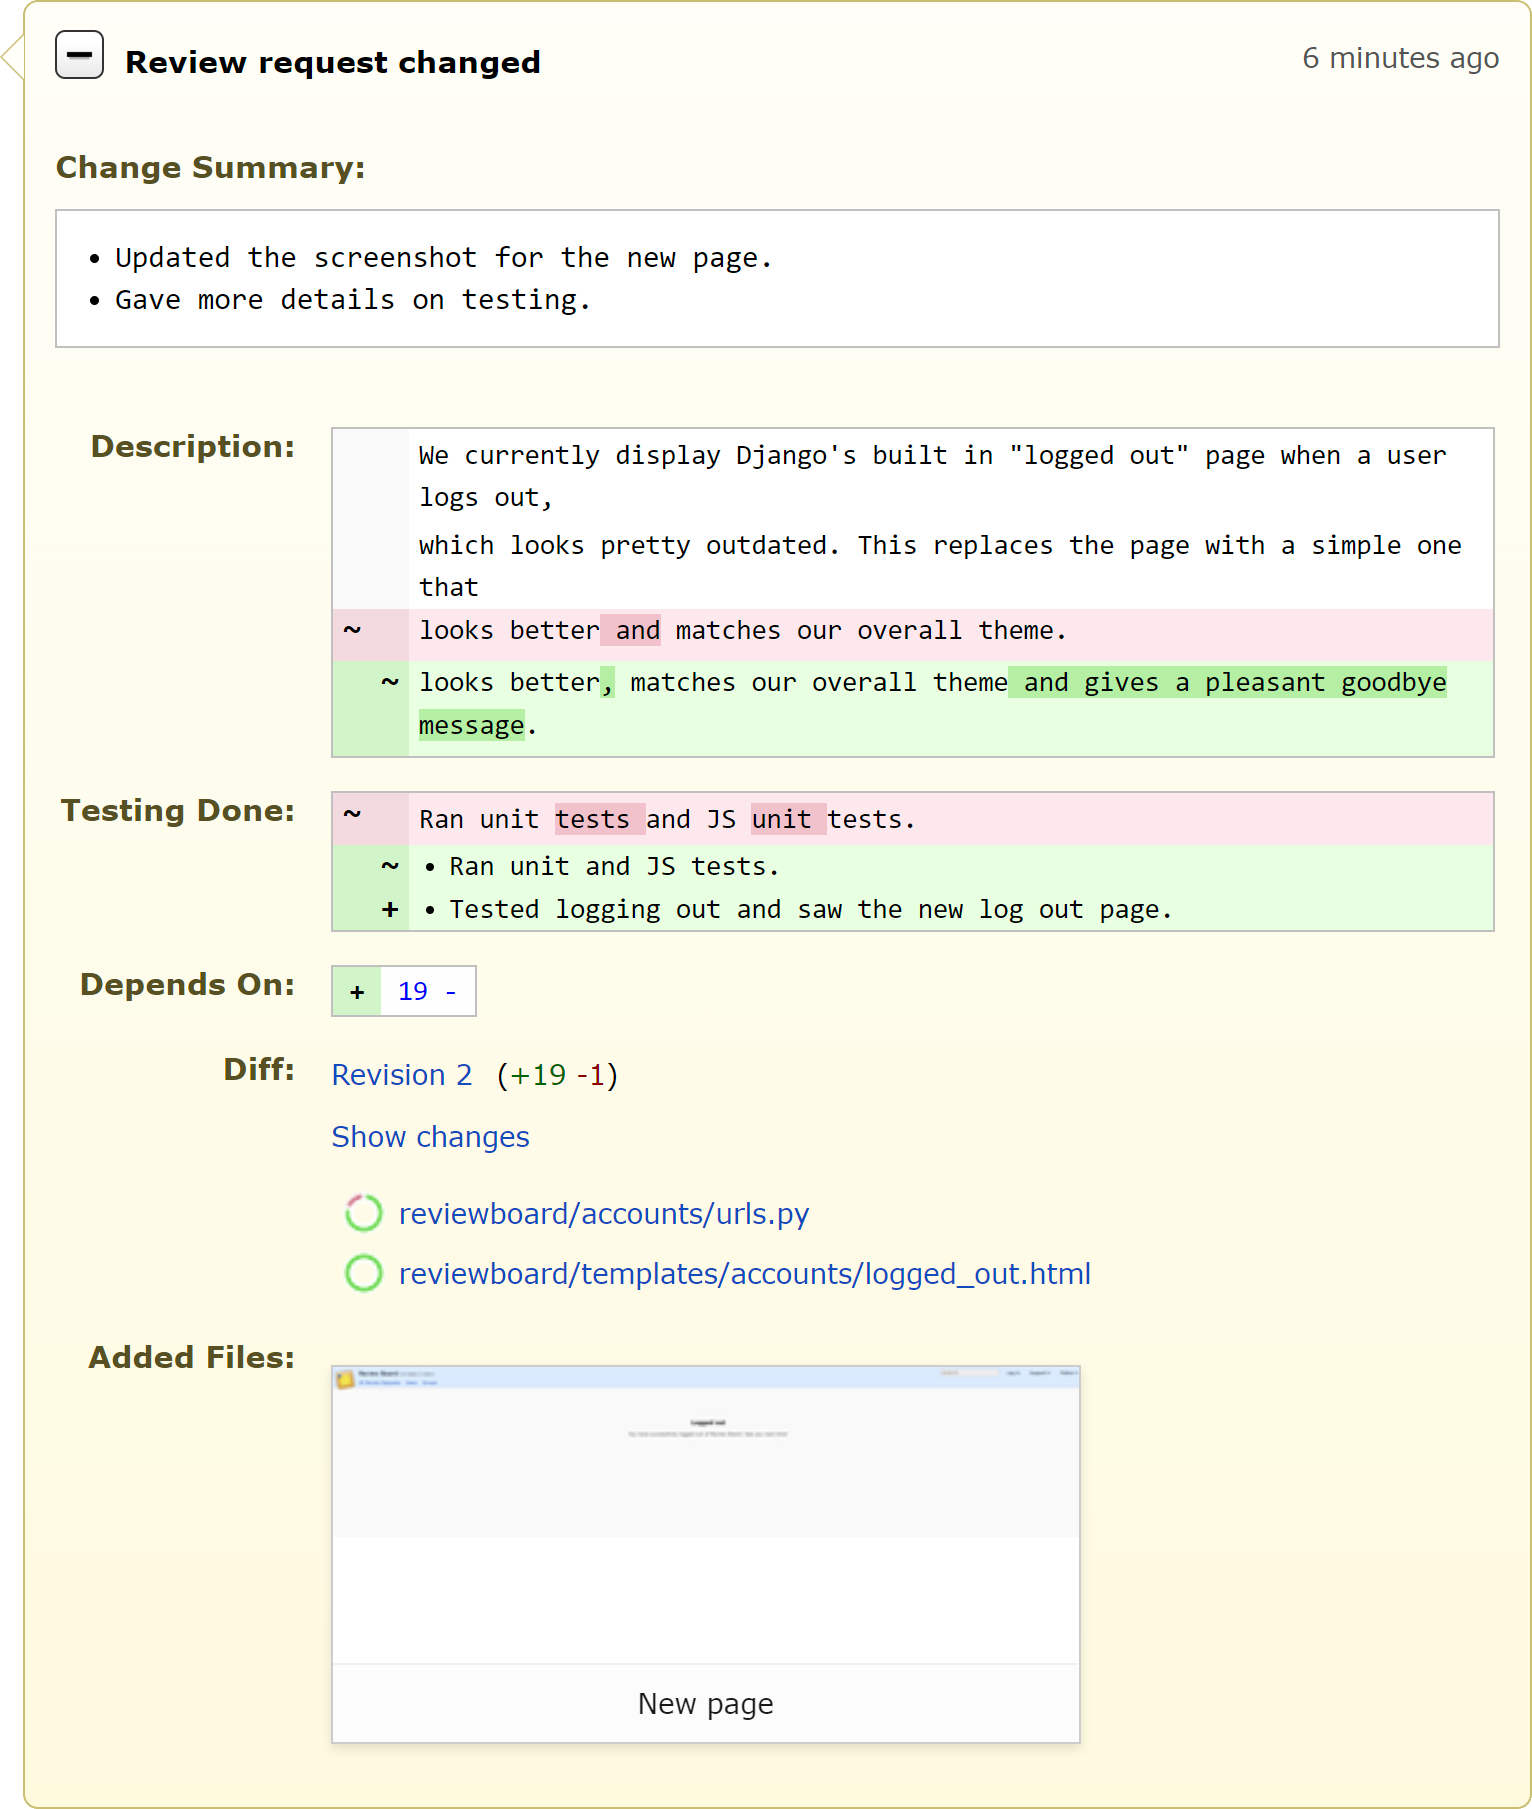 Review request changed
6 minutes ago
Change Summary:
• Updated the screenshot for the new page.
• Gave more details on testing.
Description:
We currently display Django's built in "logged out" page when a user
logs out,
which looks pretty outdated. This replaces the page with a simple one
that
~ looks better and matches our overall theme.
~ looks better, matches our overall theme and gives a pleasant goodbye
message.
Testing Done:
~ Ran unit tests and JS unit tests.
~ • Ran unit and JS tests.
+ • Tested logging out and saw the new log out page.
Depends On:
+ 19 -
Diff:
Revision 2 (+19 -1)
Show changes
reviewboard/accounts/urls.py
reviewboard/templates/accounts/logged_out.html
Added Files:
Logged out
New page